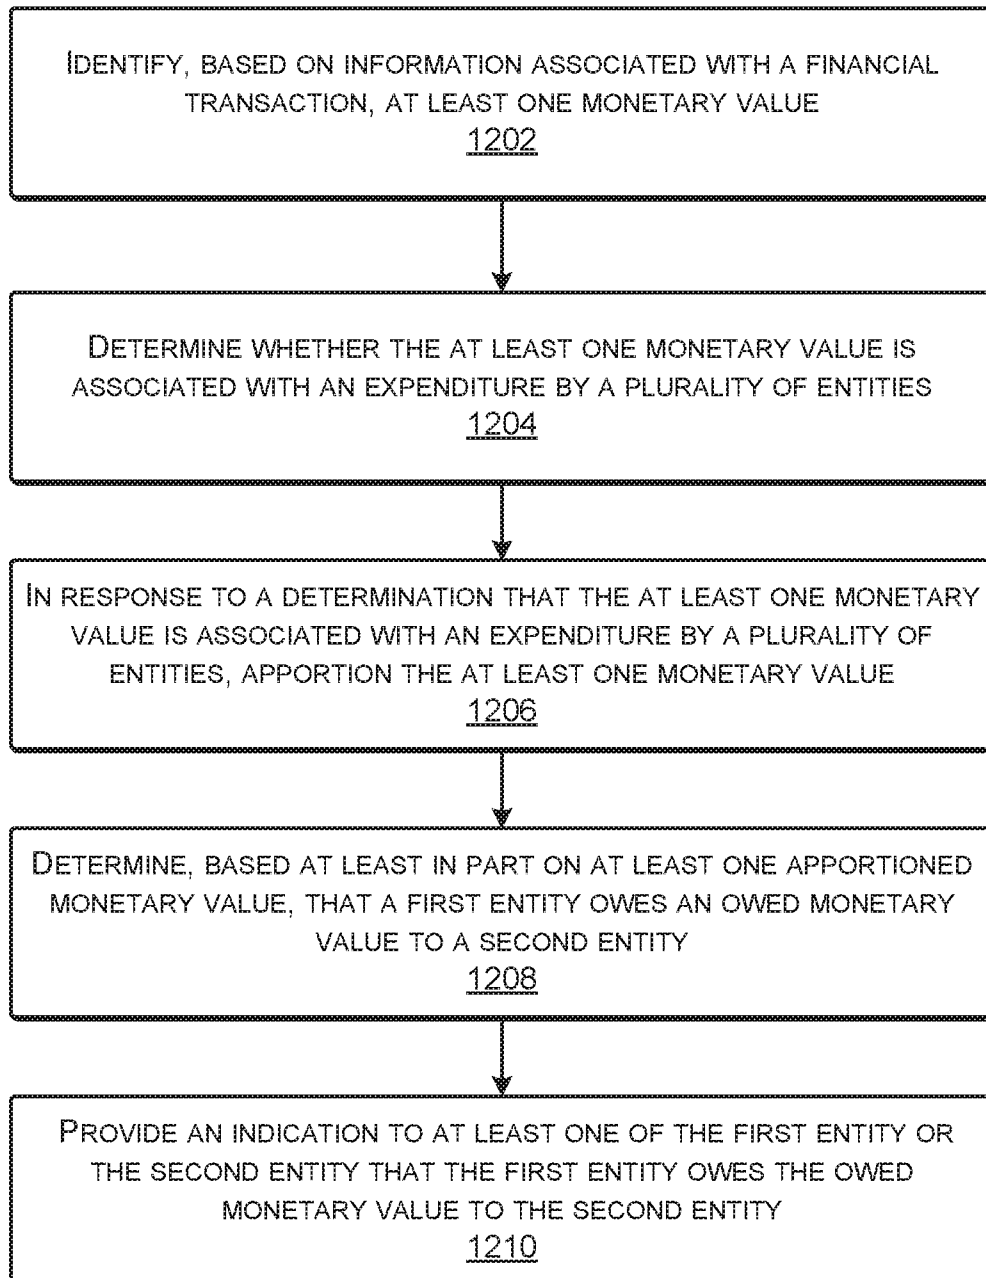 IDENTIFY, BASED ON INFORMATION ASSOCIATED WITH A FINANCIAL
TRANSACTION, AT LEAST ONE MONETARY VALUE
1202
DETERMINE WHETHER THE AT LEAST ONE MONETARY VALUE IS
ASSOCIATED WITH AN EXPENDITURE BY A PLURALITY OF ENTITIES
1204
IN RESPONSE TO A DETERMINATION THAT THE AT LEAST ONE MONETARY
VALUE IS ASSOCIATED WITH AN EXPENDITURE BY A PLURALITY OF
ENTITIES, APPORTION THE AT LEAST ONE MONETARY VALUE
1206
DETERMINE, BASED AT LEAST IN PART ON AT LEAST ONE APPORTIONED
MONETARY VALUE, THAT A FIRST ENTITY OWES AN OWED MONETARY
VALUE TO A SECOND ENTITY
1208
PROVIDE AN INDICATION TO AT LEAST ONE OF THE FIRST ENTITY OR
THE SECOND ENTITY THAT THE FIRST ENTITY OWES THE OWED
MONETARY VALUE TO THE SECOND ENTITY
1210